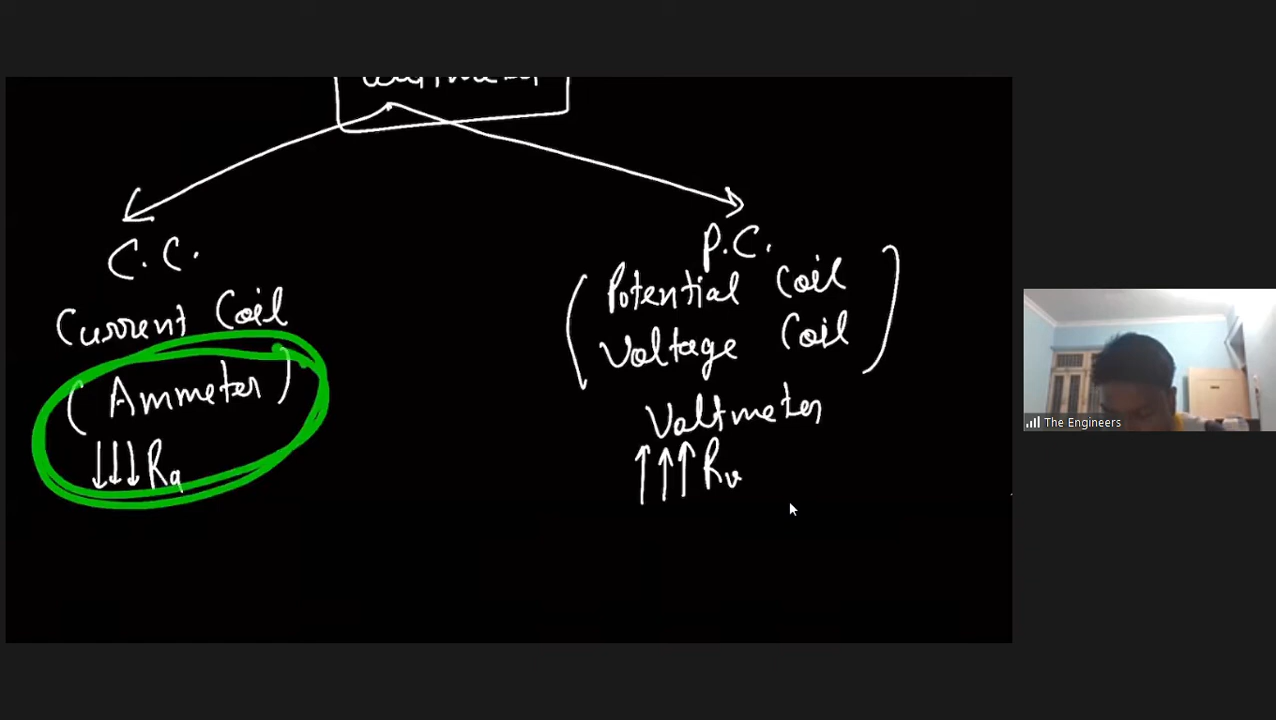 C.C.
P.C.
Current Coil
(Potential Coil
Voltage Coil)
(Ammeter)
Voltmeter
↓↓↓Ra
↑↑↑Rv
The Engineers